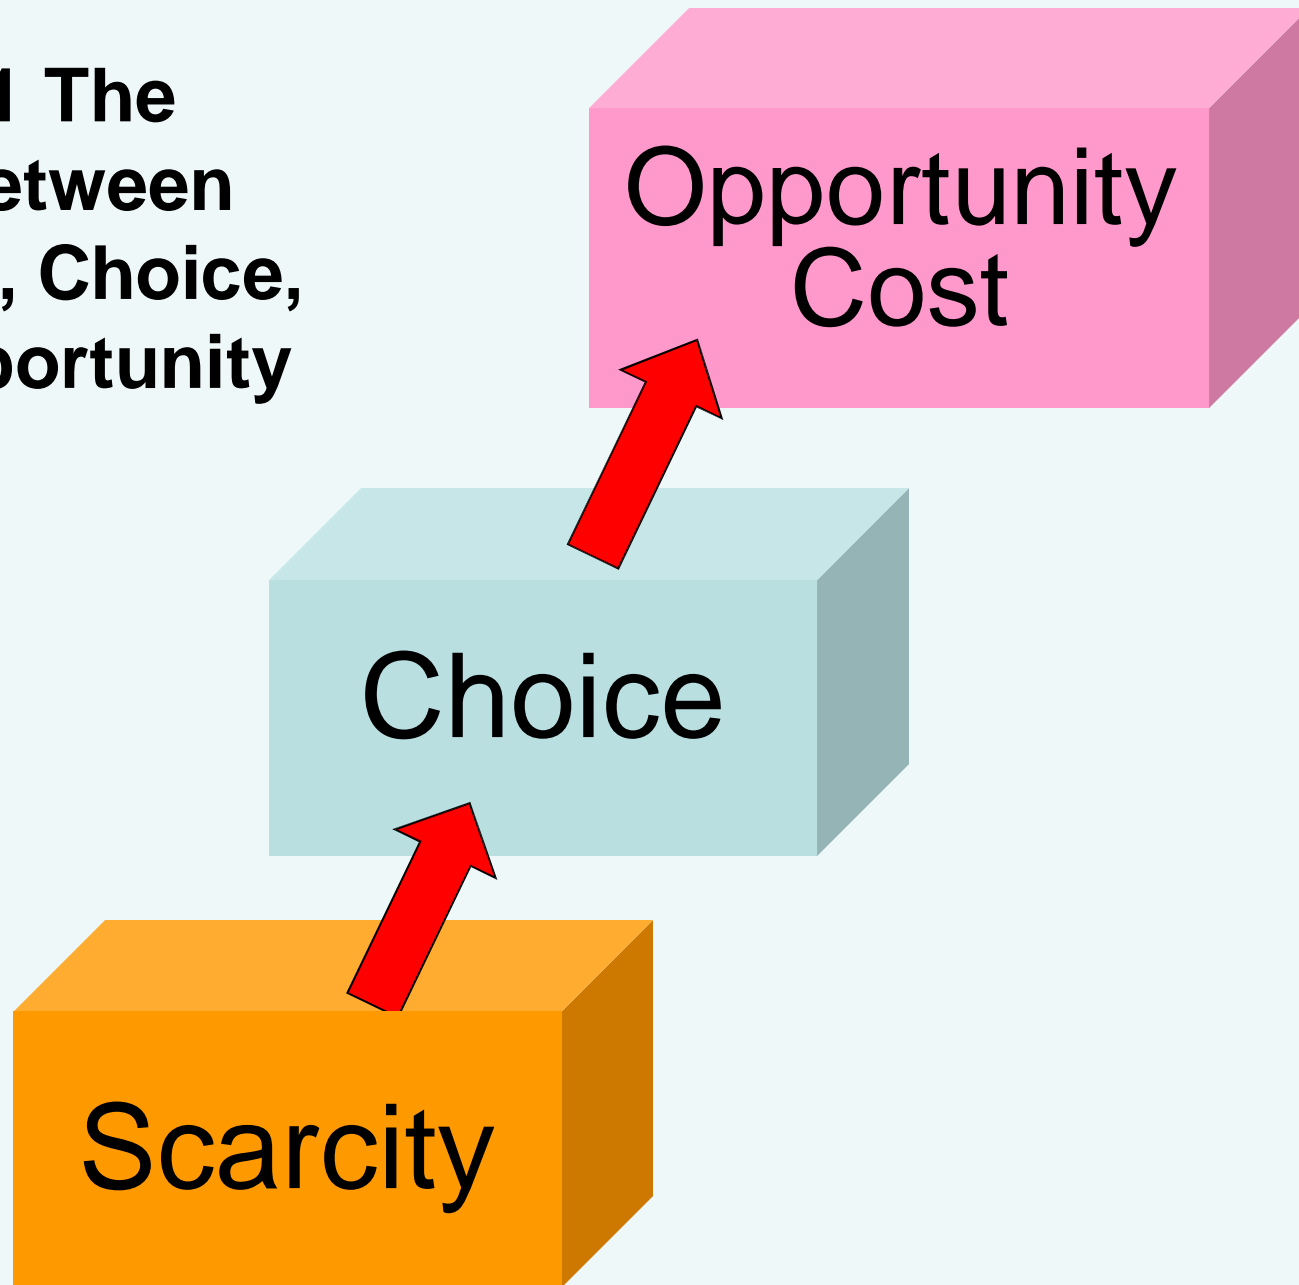 The
etween
, Choice,
portunity
Opportunity
Cost
Choice
Scarcity